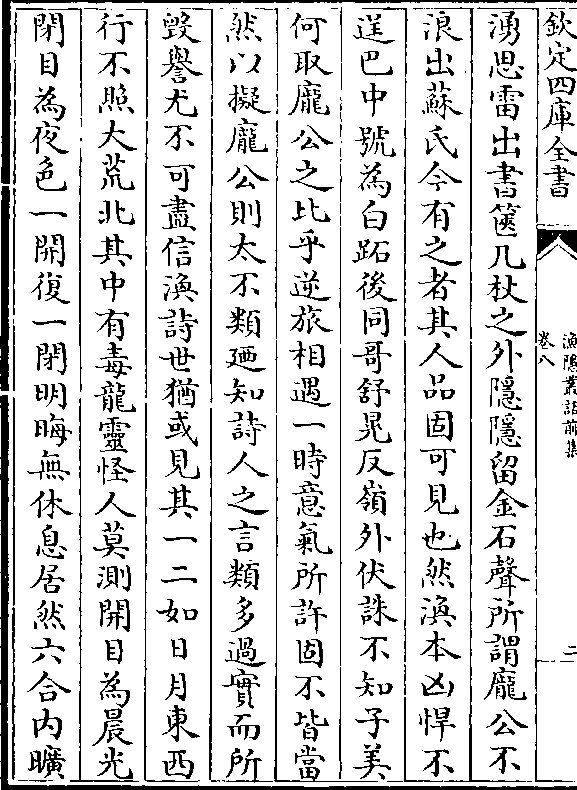 欽定四庫全書
漁隱叢話前集
卷八
二
湧思雷出書篋几杖之外隱隱留金石聲所謂龐公不
浪出蘇氏今有之者其人品固可見也然渙本凶悍不
逞巴中號為白跖後同哥舒晃反嶺外伏誅不知子美
何取龐公之比乎逆旅相遇一時意氣所許固不皆當
然以擬龐公則太不類廼知詩人之言類多過實而所
毀譽尤不可盡信渙詩世猶或見其一二如日月東西
行不照大荒北其中有毒龍靈怪人莫測開目為晨光
閉目為夜色一開復一閉明晦無休息居然六合內曠